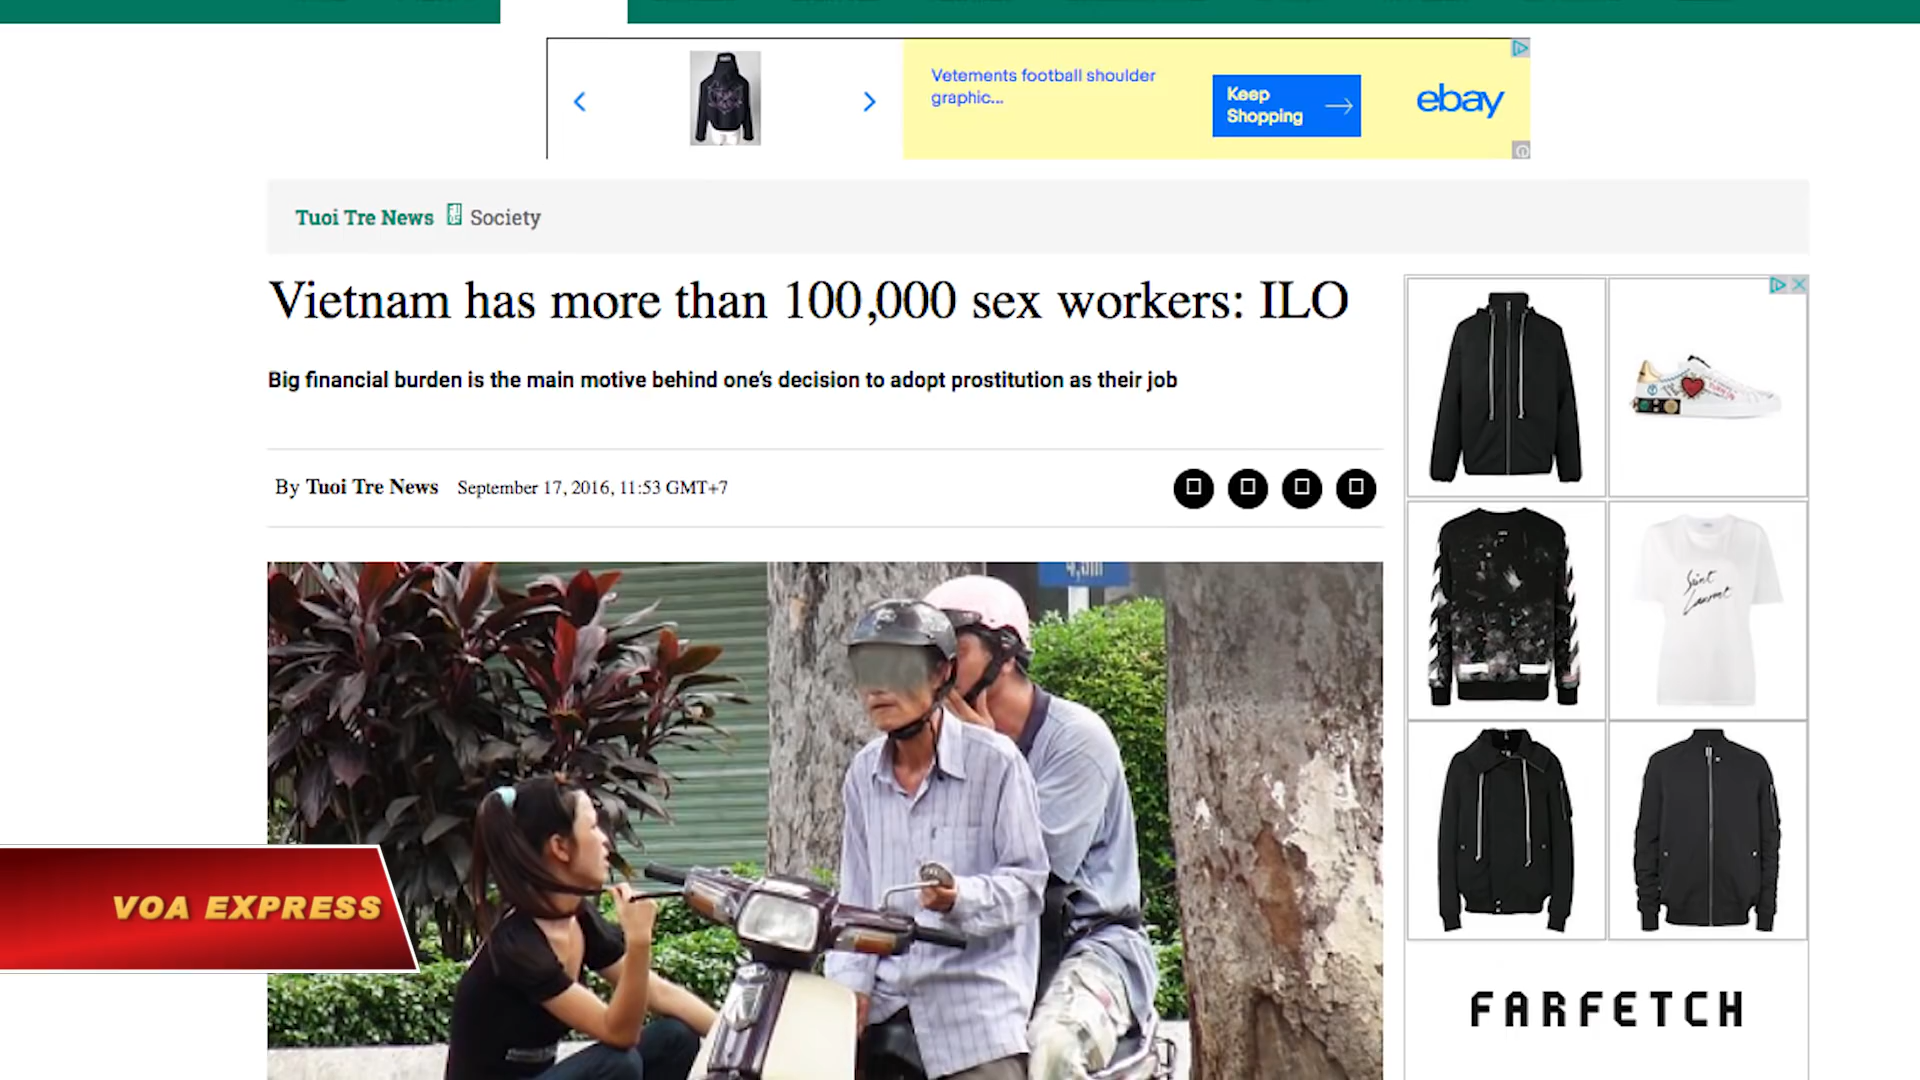 Vetements football shoulder
graphic...
Keep
Shopping
ebay
Tuoi Tre News Society
Vietnam has more than 100,000 sex workers: ILO
Big financial burden is the main motive behind one's decision to adopt prostitution as their job
By Tuoi Tre News September 17, 2016, 11:53 GMT+7
Saint
Laurent
VOA EXPRESS
FARFETCH